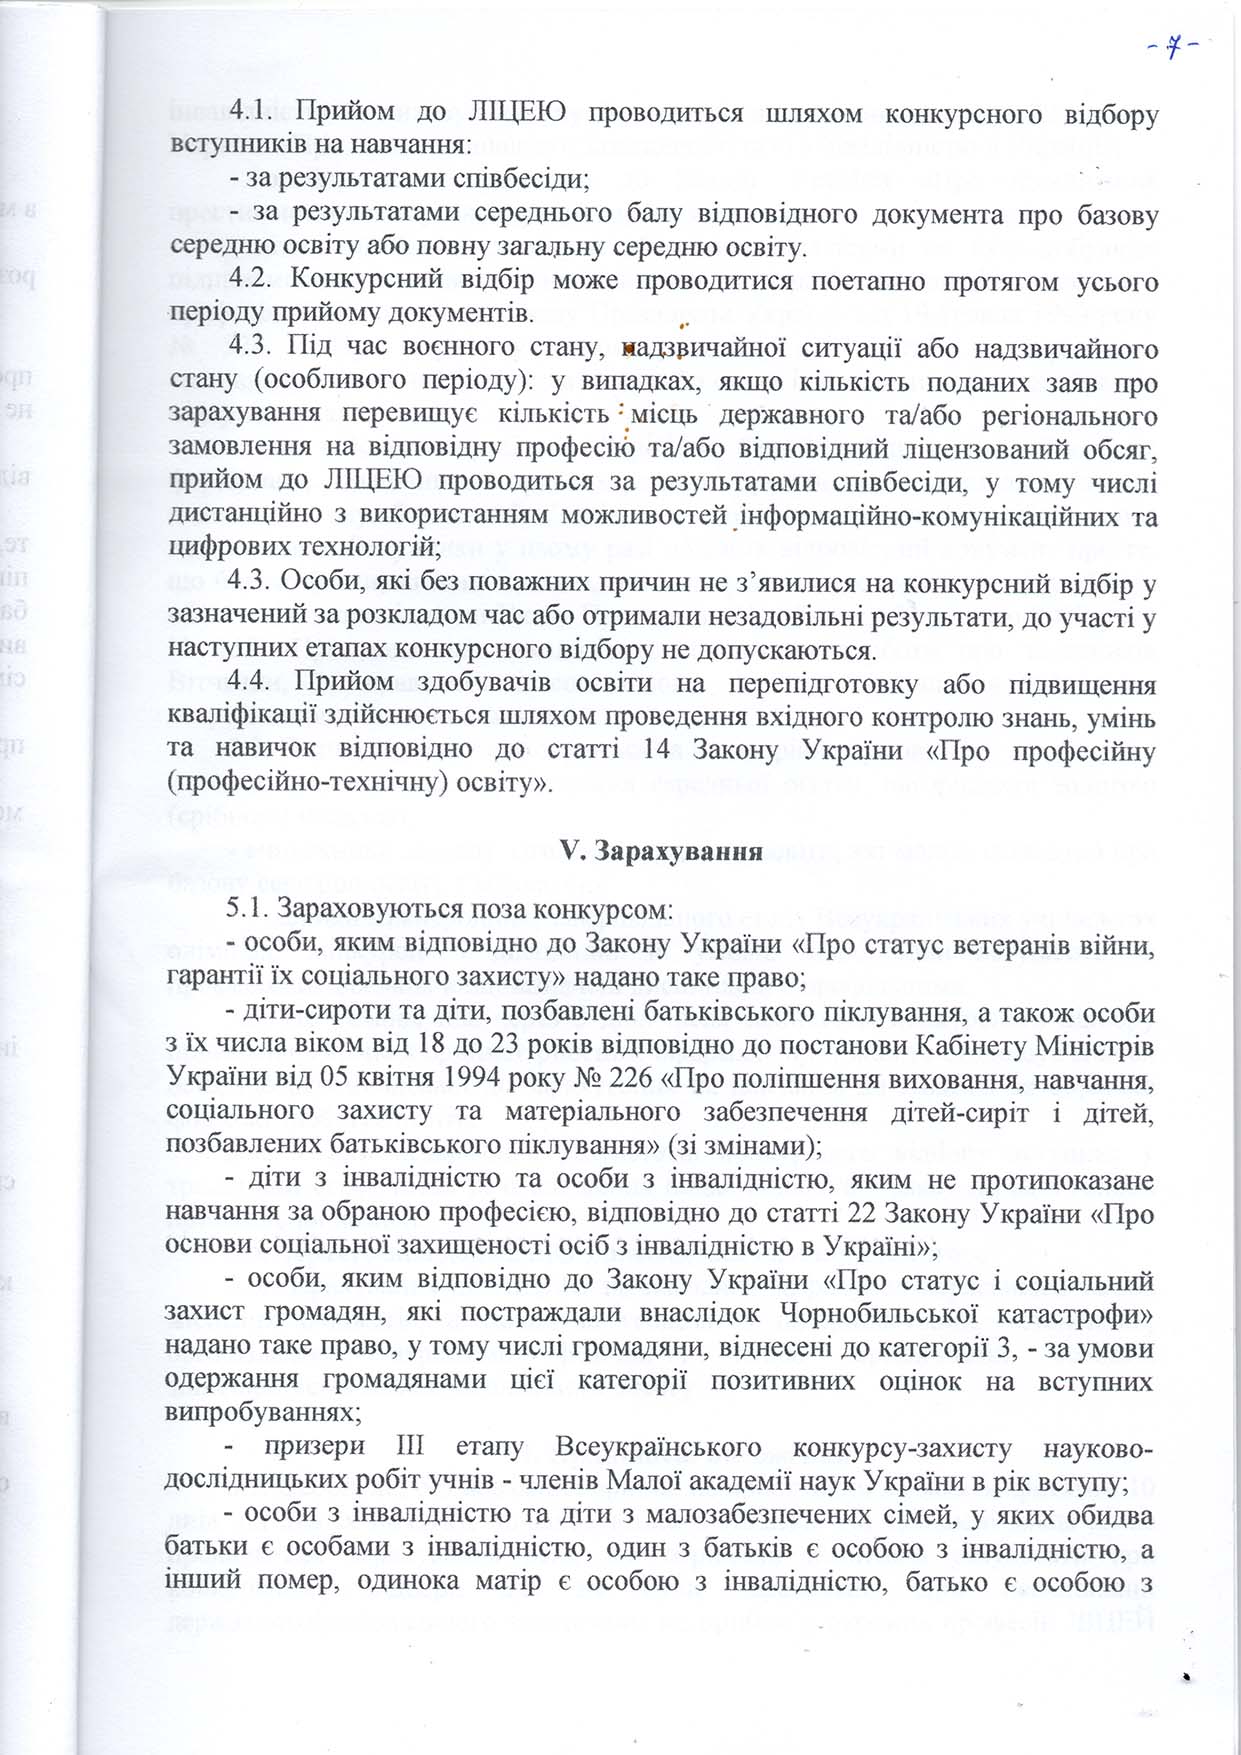 - 7 -
4.1. Прийом до ЛІЦЕЮ проводиться шляхом конкурсного відбору
вступників на навчання:
- за результатами співбесіди;
- за результатами середнього балу відповідного документа про базову
середню освіту або повну загальну середню освіту.
4.2. Конкурсний відбір може проводитися поетапно протягом усього
періоду прийому документів.
4.3. Під час воєнного стану, надзвичайної ситуації або надзвичайного
стану (особливого періоду): у випадках, якщо кількість поданих заяв про
зарахування перевищує кількість місць державного та/або регіонального
замовлення на відповідну професію та/або відповідний ліцензований обсяг,
прийом до ЛІЦЕЮ проводиться за результатами співбесіди, у тому числі
дистанційно з використанням можливостей інформаційно-комунікаційних та
цифрових технологій;
4.3. Особи, які без поважних причин не з’явилися на конкурсний відбір у
зазначений за розкладом час або отримали незадовільні результати, до участі у
наступних етапах конкурсного відбору не допускаються.
4.4. Прийом здобувачів освіти на перепідготовку або підвищення
кваліфікації здійснюється шляхом проведення вхідного контролю знань, умінь
та навичок відповідно до статті 14 Закону України «Про професійну
(професійно-технічну) освіту».
V. Зарахування
5.1. Зараховуються поза конкурсом:
- особи, яким відповідно до Закону України «Про статус ветеранів війни,
гарантії їх соціального захисту» надано таке право;
- діти-сироти та діти, позбавлені батьківського піклування, а також особи
з їх числа віком від 18 до 23 років відповідно до постанови Кабінету Міністрів
України від 05 квітня 1994 року № 226 «Про поліпшення виховання, навчання,
соціального захисту та матеріального забезпечення дітей-сиріт і дітей,
позбавлених батьківського піклування» (зі змінами);
- діти з інвалідністю та особи з інвалідністю, яким не протипоказане
навчання за обраною професією, відповідно до статті 22 Закону України «Про
основи соціальної захищеності осіб з інвалідністю в Україні»;
- особи, яким відповідно до Закону України «Про статус і соціальний
захист громадян, які постраждали внаслідок Чорнобильської катастрофи»
надано таке право, у тому числі громадяни, віднесені до категорії 3, - за умови
одержання громадянами цієї категорії позитивних оцінок на вступних
випробуваннях;
- призери ІІІ етапу Всеукраїнського конкурсу-захисту науково-
дослідницьких робіт учнів - членів Малої академії наук України в рік вступу;
- особи з інвалідністю та діти з малозабезпечених сімей, у яких обидва
батьки є особами з інвалідністю, один з батьків є особою з інвалідністю, а
інший помер, одинока матір є особою з інвалідністю, батько є особою з